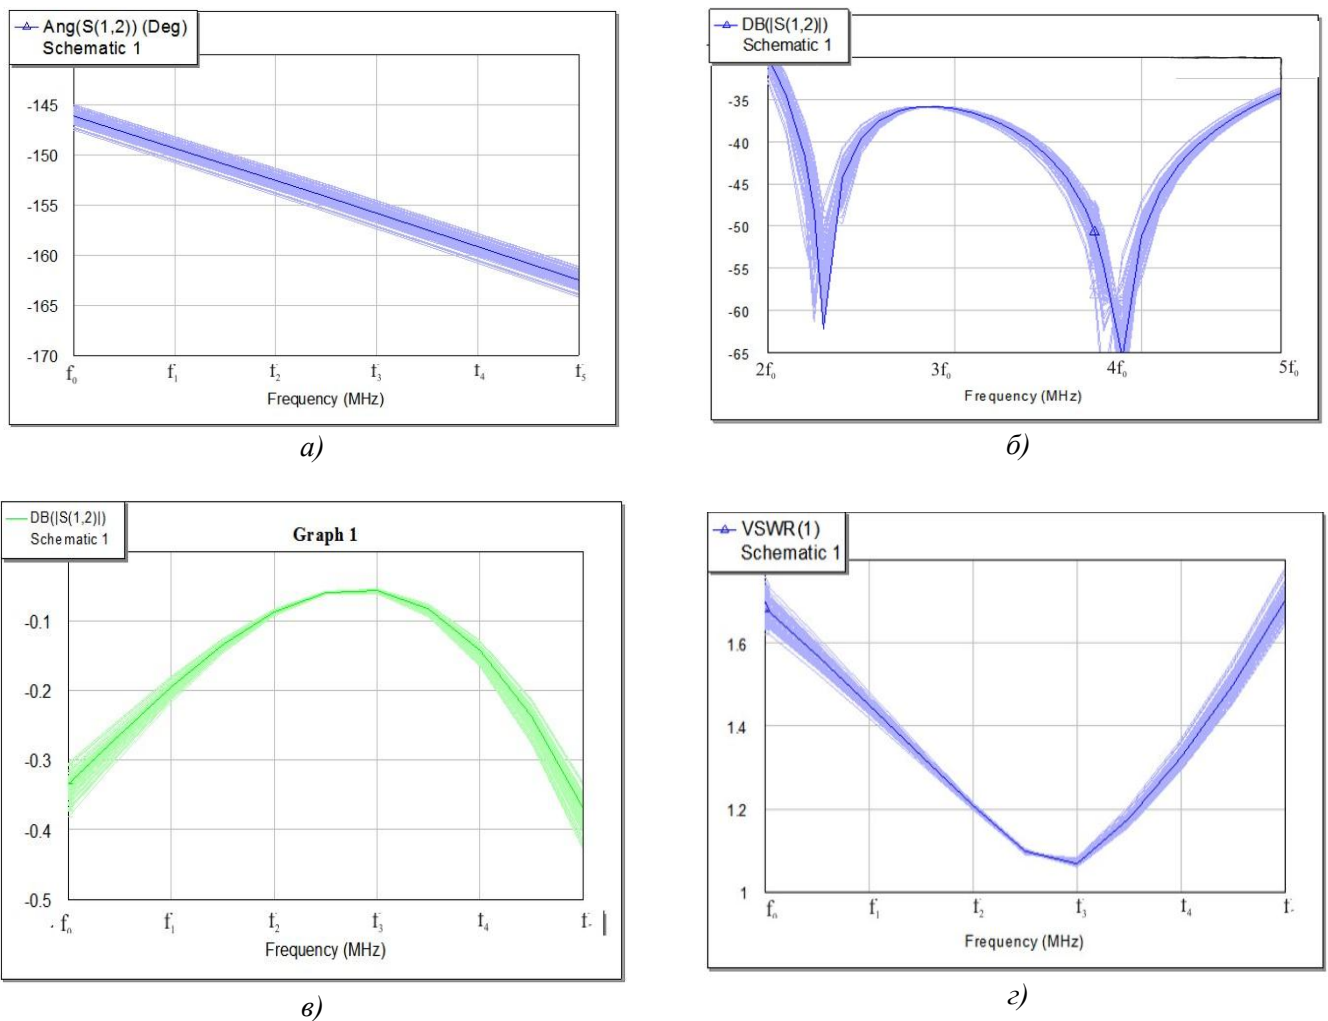 Ang(S(1,2)) (Deg)
Schematic 1
-145
-150
-155
-160
-165
-170
f₀ f₁ f₂ f₃ f₄ f₅
Frequency (MHz)
а)
DB(|S(1,2)|)
Schematic 1
-35
-40
-45
-50
-55
-60
-65
2f₀ 3f₀ 4f₀ 5f₀
Frequency (MHz)
б)
DB(|S(1,2)|)
Schematic 1
Graph 1
-0.1
-0.2
-0.3
-0.4
-0.5
f₀ f₁ f₂ f₃ f₄ f
Frequency (MHz)
в)
VSWR(1)
Schematic 1
1.6
1.4
1.2
1
f₀ f₁ f₂ f₃ f₄ f
Frequency (MHz)
г)